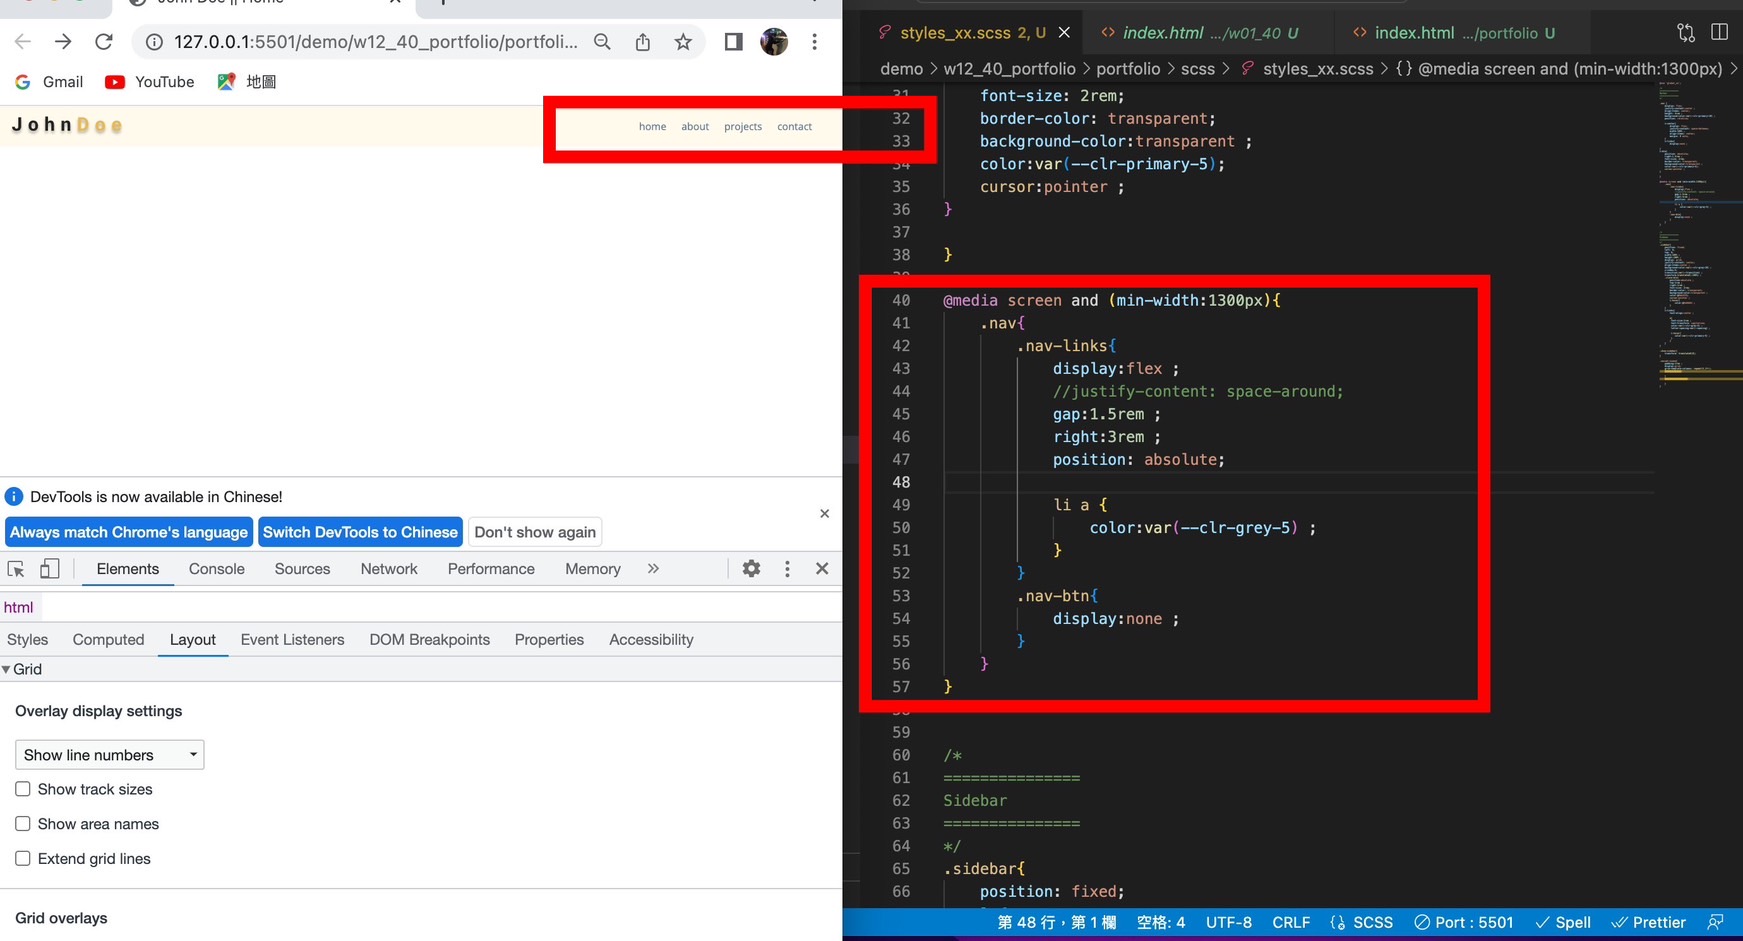 John Doe || Home
127.0.0.1:5501/demo/w12_40_portfolio/portfoli...
Gmail
YouTube
地圖
JohnDoe
home about projects contact
DevTools is now available in Chinese!
Always match Chrome's language
Switch DevTools to Chinese
Don't show again
Elements
Console
Sources
Network
Performance
Memory
html
Styles
Computed
Layout
Event Listeners
DOM Breakpoints
Properties
Accessibility
Grid
Overlay display settings
Show line numbers
Show track sizes
Show area names
Extend grid lines
Grid overlays
styles_xx.scss 2, U
index.html .../w01_40 U
index.html .../portfolio U
demo > w12_40_portfolio > portfolio > scss > styles_xx.scss > {} @media screen and (min-width:1300px) >
31 font-size: 2rem;
32 border-color: transparent;
33 background-color:transparent ;
34 color:var(--clr-primary-5);
35 cursor:pointer ;
36 }
37
38 }
39
40 @media screen and (min-width:1300px){
41 .nav{
42 .nav-links{
43 display:flex ;
44 //justify-content: space-around;
45 gap:1.5rem ;
46 right:3rem ;
47 position: absolute;
48
49 li a {
50 color:var(--clr-grey-5) ;
51 }
52 }
53 .nav-btn{
54 display:none ;
55 }
56 }
57 }
58
59
60 /*
61 ===============
62 Sidebar
63 ===============
64 */
65 .sidebar{
66 position: fixed;
第 48 行，第 1 欄
空格: 4
UTF-8
CRLF
{} SCSS
Port : 5501
Spell
Prettier